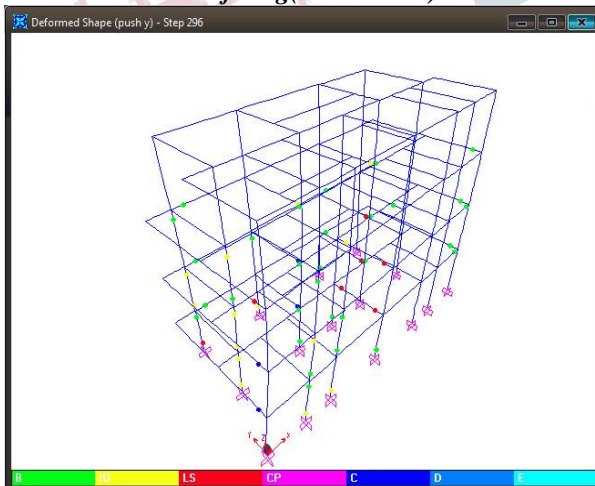 Deformed Shape (push y) - Step 296
Z
Y X
B IO LS CP C D E